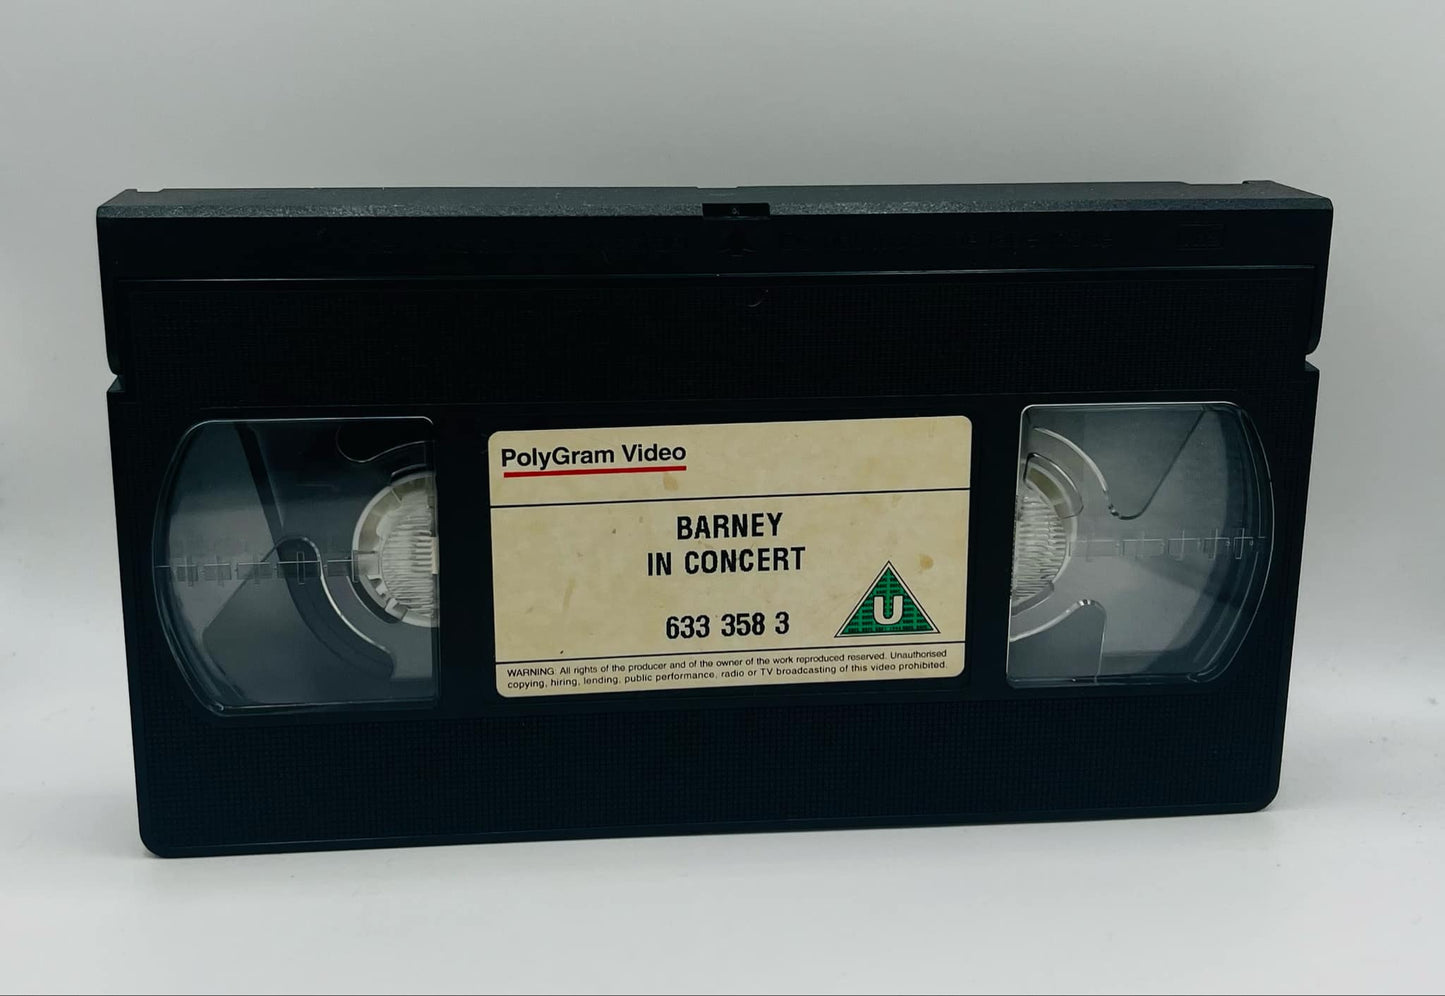 PolyGram Video
BARNEY
IN CONCERT
633 358 3
U
WARNING: All rights of the producer and of the owner of the work reproduced reserved. Unauthorised
copying, hiring, lending, public performance, radio or TV broadcasting of this video prohibited.